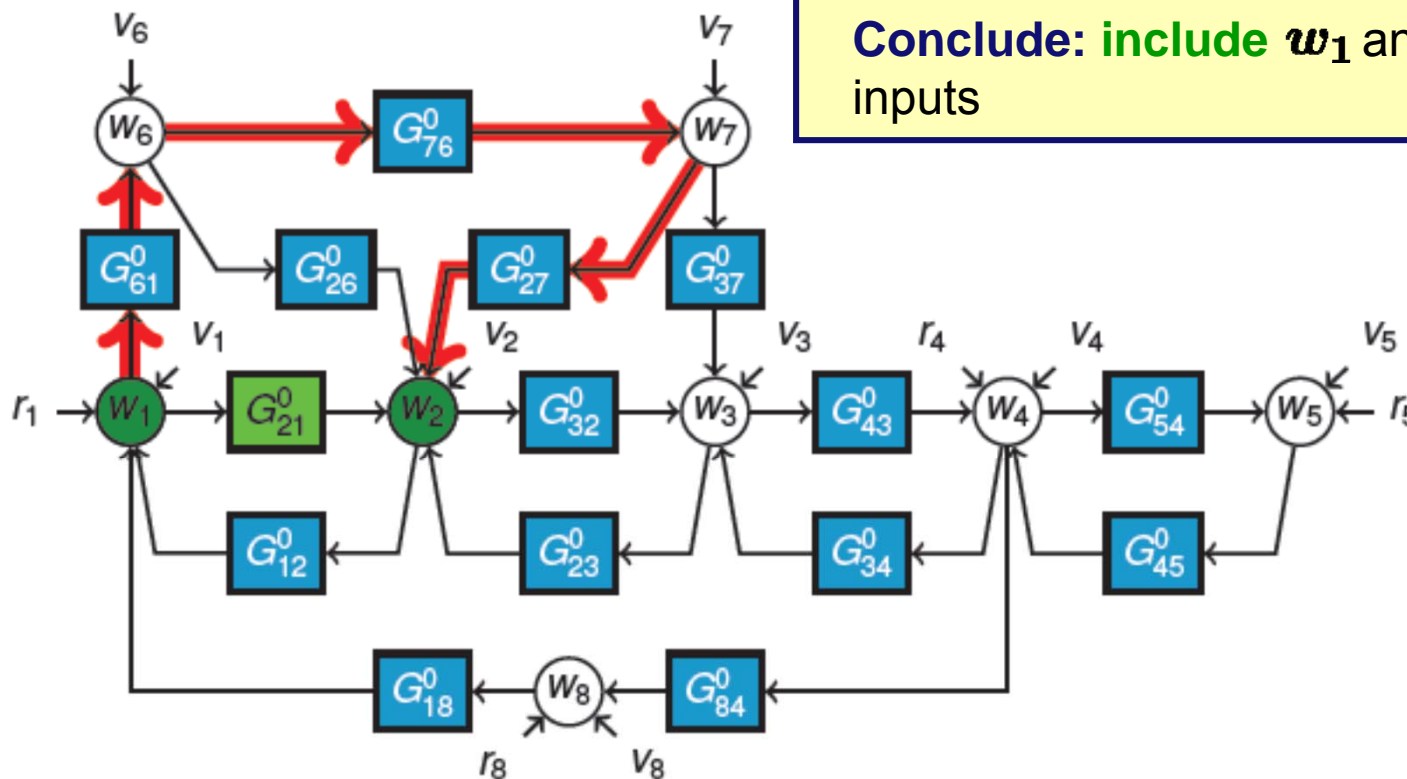 v₆
v₇
Conclude: include w₁ an
inputs
w₆
G⁰₇₆
w₇
G⁰₆₁
G⁰₂₆
G⁰₂₇
G⁰₃₇
v₁
v₂
v₃
r₄
v₄
v₅
r₁
w₁
G⁰₂₁
w₂
G⁰₃₂
w₃
G⁰₄₃
w₄
G⁰₅₄
w₅
r₅
G⁰₁₂
G⁰₂₃
G⁰₃₄
G⁰₄₅
G⁰₁₈
w₈
G⁰₈₄
r₈
v₈